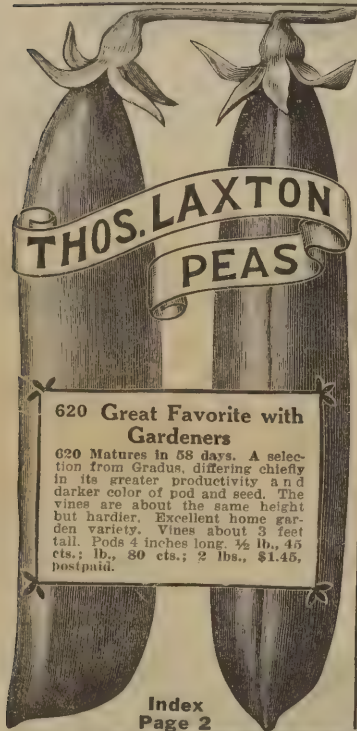 THOS. LAXTON
PEAS
620 Great Favorite with
Gardeners
620 Matures in 58 days. A selec-
tion from Gradus, differing chiefly
in its greater productivity and
darker color of pod and seed. The
vines are about the same height
but hardier. Excellent home gar-
den variety. Vines about 3 feet
tall. Pods 4 inches long. ½ lb., 45
cts.; lb., 80 cts.; 2 lbs., $1.45,
postpaid.
Index
Page 2